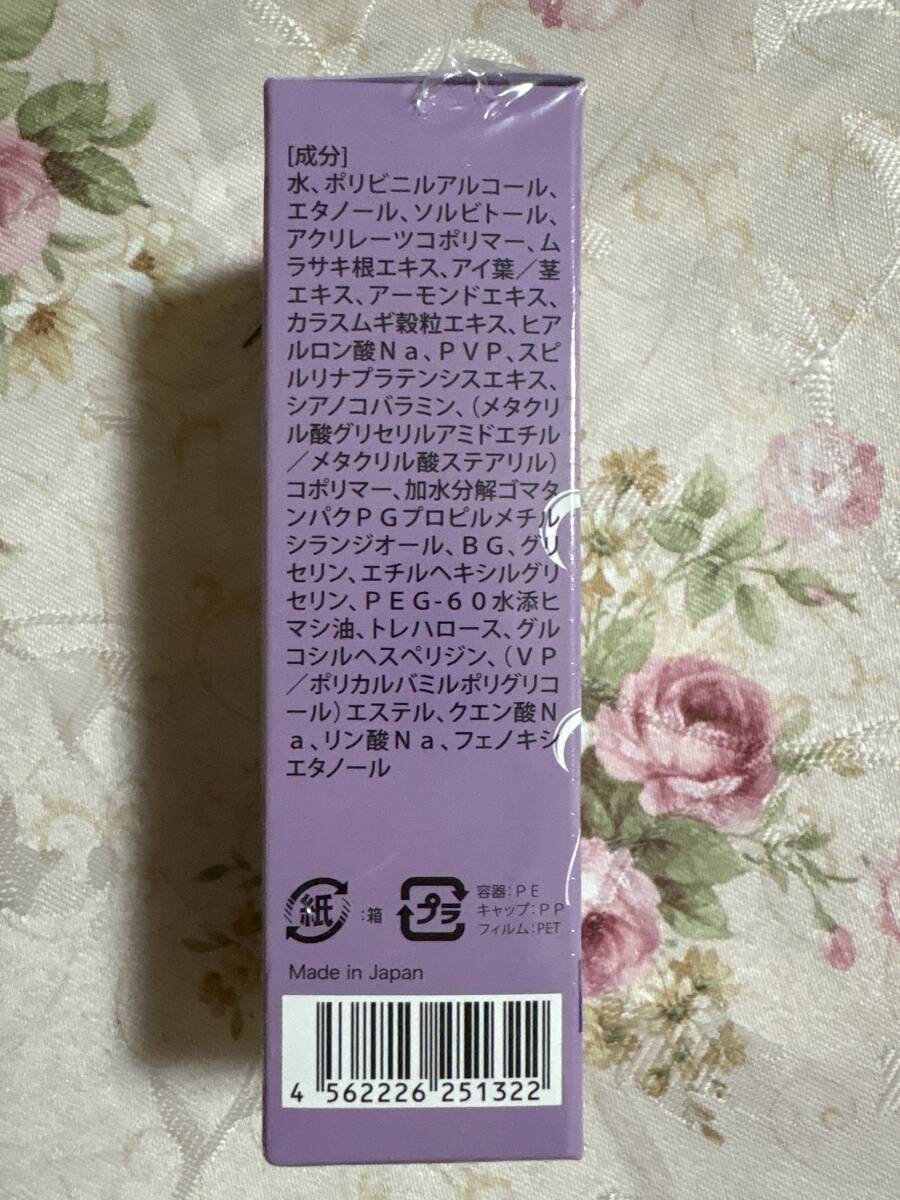 [成分]
水、ポリビニルアルコール、
エタノール、ソルビトール、
アクリレーツコポリマー、ム
ラサキ根エキス、アイ葉／茎
エキス、アーモンドエキス、
カラスムギ穀粒エキス、ヒア
ルロン酸Ｎａ、ＰＶＰ、スピ
ルリナプラテンシスエキス、
シアノコバラミン、（メタクリ
ル酸グリセリルアミドエチル
／メタクリル酸ステアリル）
コポリマー、加水分解ゴマタ
ンパクＰＧプロピルメチル
シランジオール、ＢＧ、グリ
セリン、エチルヘキシルグリ
セリン、ＰＥＧ-６０水添ヒ
マシ油、トレハロース、グル
コシルヘスペリジン、（ＶＰ
／ポリカルバミルポリグリコ
ール）エステル、クエン酸Ｎ
ａ、リン酸Ｎａ、フェノキシ
エタノール
紙 :箱
プラ
容器：ＰＥ
キャップ：ＰＰ
フィルム：PET
Made in Japan
4 562226 251322